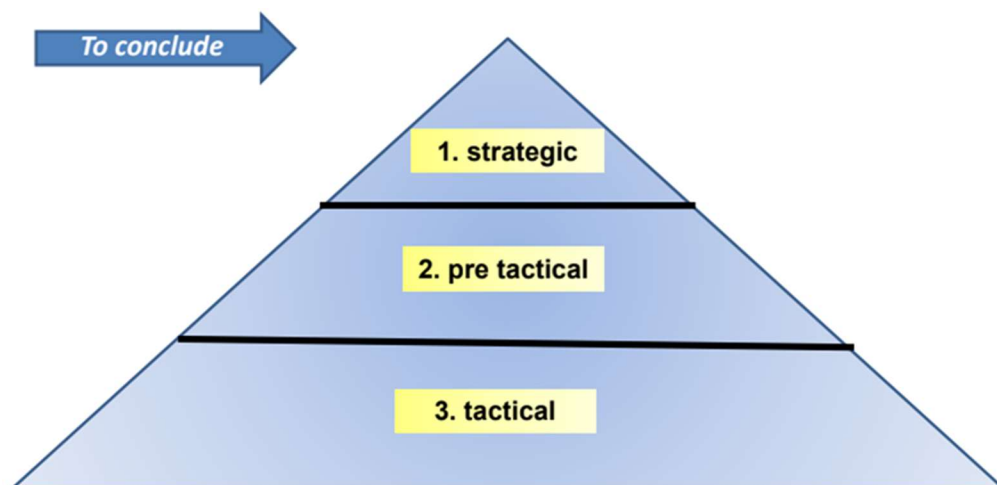 To conclude
1. strategic
2. pre tactical
3. tactical